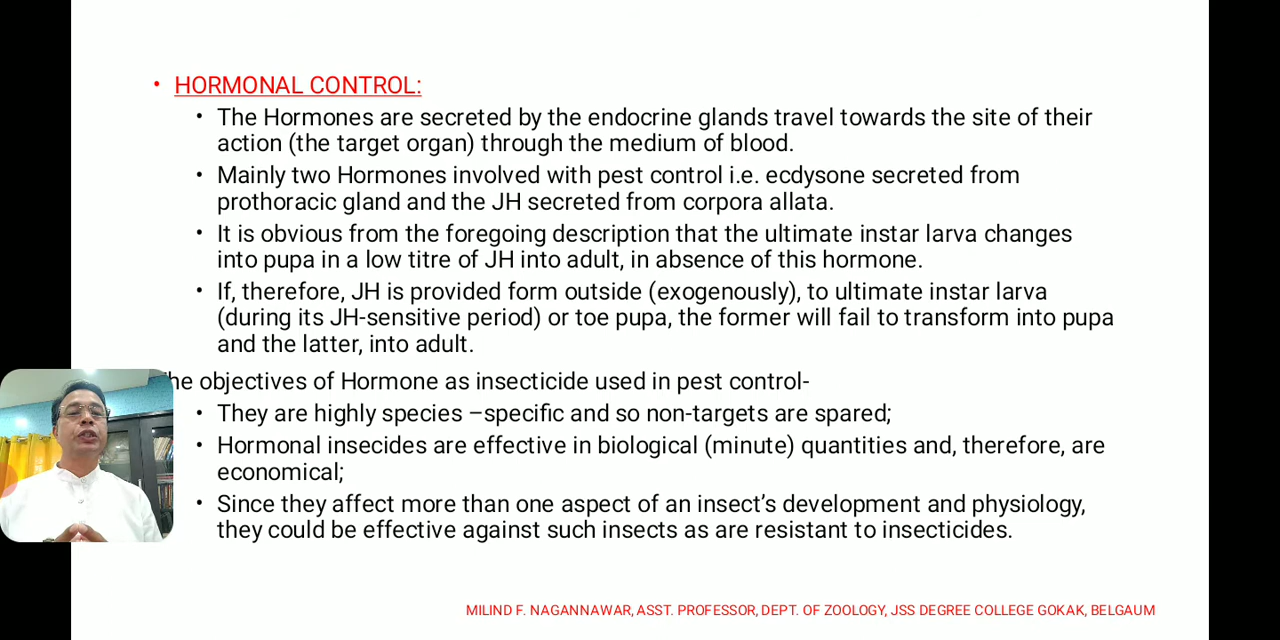 • HORMONAL CONTROL:
• The Hormones are secreted by the endocrine glands travel towards the site of their
action (the target organ) through the medium of blood.
• Mainly two Hormones involved with pest control i.e. ecdysone secreted from
prothoracic gland and the JH secreted from corpora allata.
• It is obvious from the foregoing description that the ultimate instar larva changes
into pupa in a low titre of JH into adult, in absence of this hormone.
• If, therefore, JH is provided form outside (exogenously), to ultimate instar larva
(during its JH-sensitive period) or toe pupa, the former will fail to transform into pupa
and the latter, into adult.
he objectives of Hormone as insecticide used in pest control-
• They are highly species –specific and so non-targets are spared;
• Hormonal insecides are effective in biological (minute) quantities and, therefore, are
economical;
• Since they affect more than one aspect of an insect’s development and physiology,
they could be effective against such insects as are resistant to insecticides.
MILIND F. NAGANNAWAR, ASST. PROFESSOR, DEPT. OF ZOOLOGY, JSS DEGREE COLLEGE GOKAK, BELGAUM